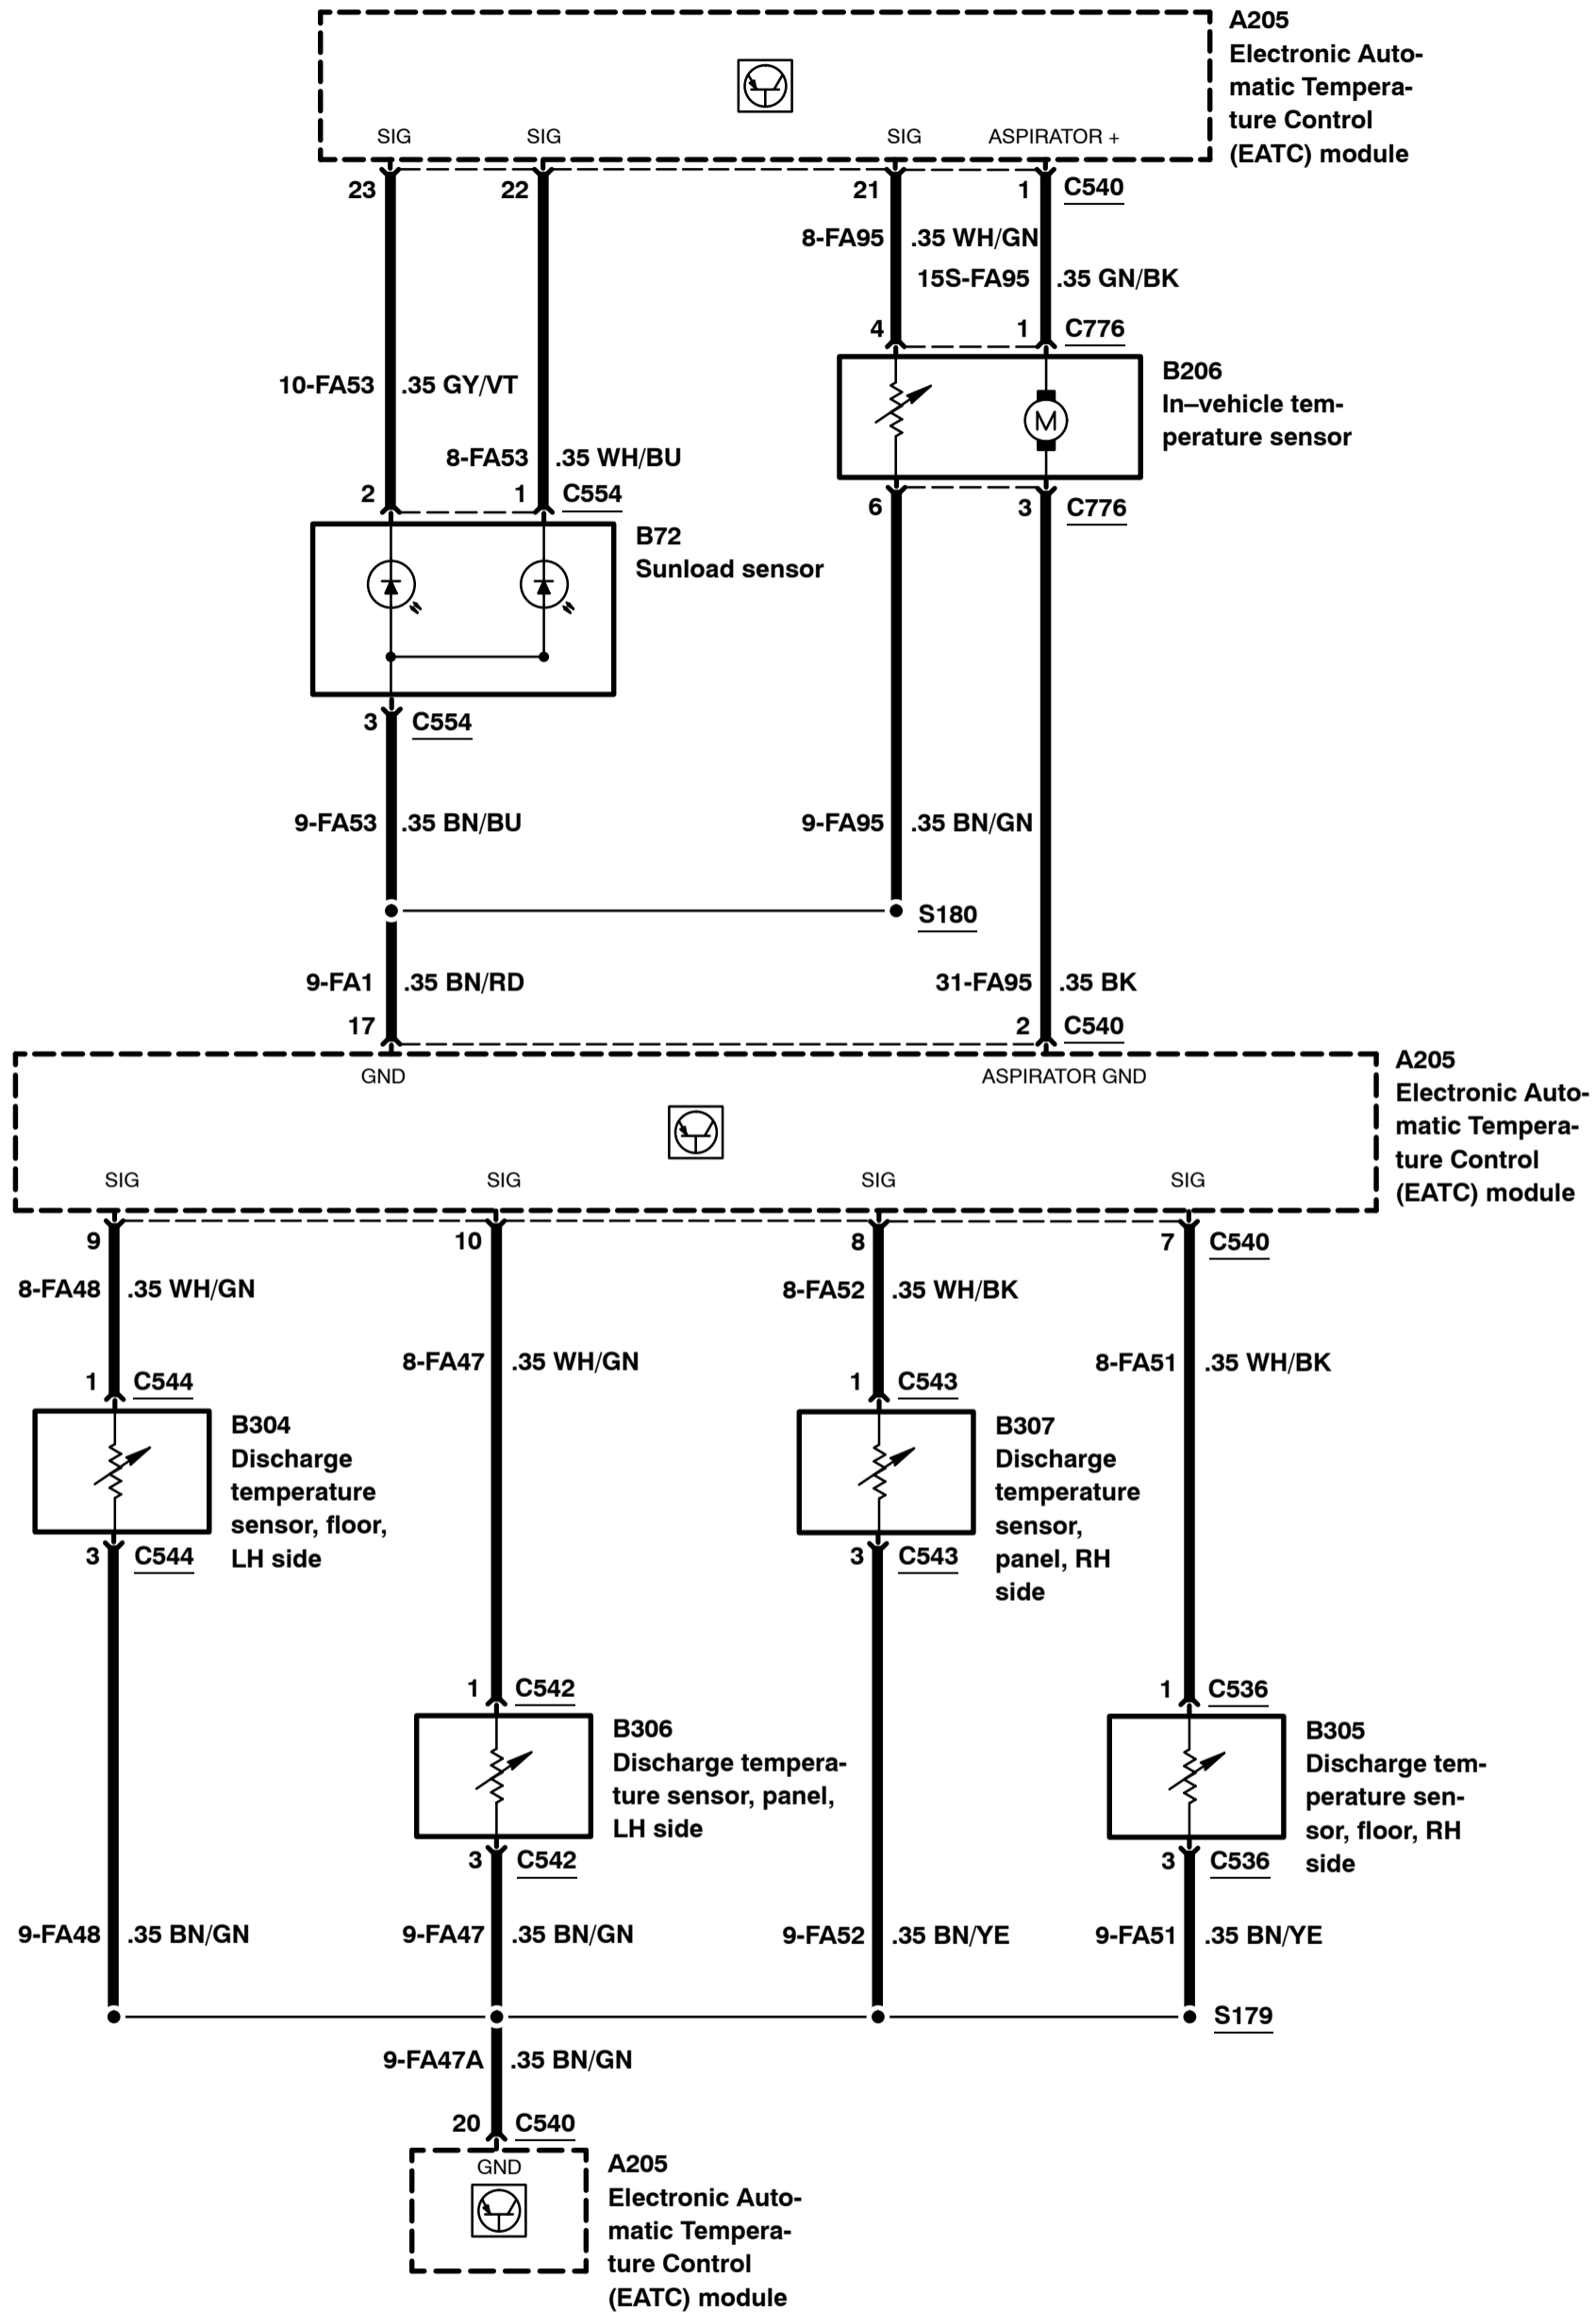 A205
Electronic Auto-
matic Tempera-
ture Control
(EATC) module
SIG SIG SIG ASPIRATOR +
23 22 21 1 C540
8-FA95 .35 WH/GN
15S-FA95 .35 GN/BK
4 1 C776
B206
In–vehicle tem-
perature sensor
M
10-FA53 .35 GY/VT
8-FA53 .35 WH/BU
2 1 C554
6 3 C776
B72
Sunload sensor
3 C554
9-FA53 .35 BN/BU 9-FA95 .35 BN/GN
S180
9-FA1 .35 BN/RD 31-FA95 .35 BK
17 2 C540
GND ASPIRATOR GND
A205
Electronic Auto-
matic Tempera-
ture Control
(EATC) module
SIG SIG SIG SIG
9 10 8 7 C540
8-FA48 .35 WH/GN 8-FA52 .35 WH/BK
8-FA47 .35 WH/GN 8-FA51 .35 WH/BK
1 C544 1 C543
B304
Discharge
temperature
sensor, floor,
LH side
B307
Discharge
temperature
sensor,
panel, RH
side
3 C544 3 C543
1 C542 1 C536
B306
Discharge tempera-
ture sensor, panel,
LH side
B305
Discharge tem-
perature sen-
sor, floor, RH
side
3 C542 3 C536
9-FA48 .35 BN/GN 9-FA47 .35 BN/GN 9-FA52 .35 BN/YE 9-FA51 .35 BN/YE
S179
9-FA47A .35 BN/GN
20 C540
GND
A205
Electronic Auto-
matic Tempera-
ture Control
(EATC) module